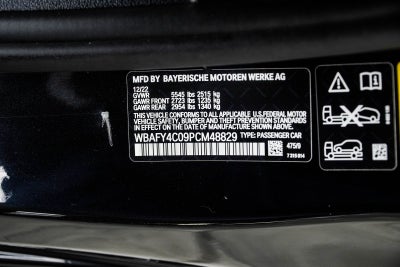 MFD BY BAYERISCHE MOTOREN WERKE AG
12/22
GVWR 5545 lbs 2515 kg
GAWR FRONT 2723 lbs 1235 kg
GAWR REAR 2954 lbs 1340 kg
THIS VEHICLE CONFORMS TO ALL APPLICABLE U.S. FEDERAL MOTOR
VEHICLE SAFETY, BUMPER AND THEFT PREVENTION STANDARDS
IN EFFECT ON THE DATE OF MANUFACTURE SHOWN ABOVE
WBAFY4C09PCM48829 TYPE: PASSENGER CAR
475/9
7315914